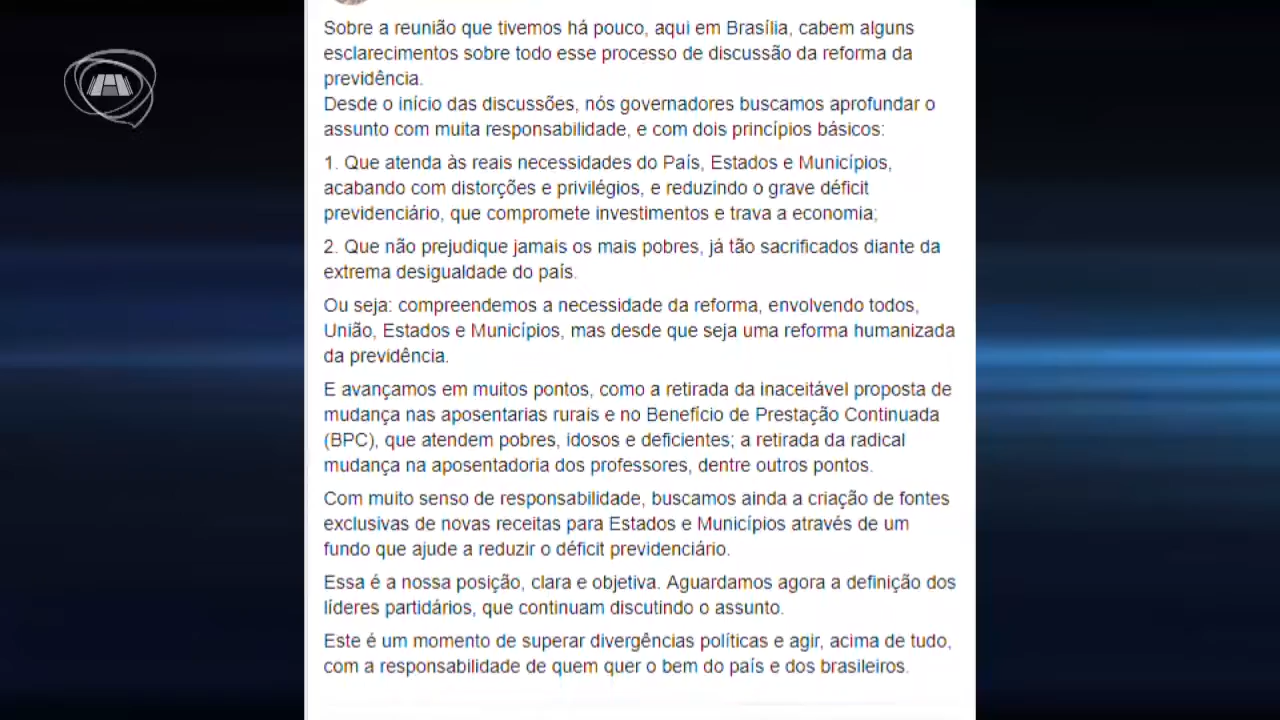 Sobre a reunião que tivemos há pouco, aqui em Brasília, cabem alguns
esclarecimentos sobre todo esse processo de discussão da reforma da
previdência.
Desde o início das discussões, nós governadores buscamos aprofundar o
assunto com muita responsabilidade, e com dois princípios básicos:
1. Que atenda às reais necessidades do País, Estados e Municípios,
acabando com distorções e privilégios, e reduzindo o grave déficit
previdenciário, que compromete investimentos e trava a economia;
2. Que não prejudique jamais os mais pobres, já tão sacrificados diante da
extrema desigualdade do país.
Ou seja: compreendemos a necessidade da reforma, envolvendo todos,
União, Estados e Municípios, mas desde que seja uma reforma humanizada
da previdência.
E avançamos em muitos pontos, como a retirada da inaceitável proposta de
mudança nas aposentarias rurais e no Benefício de Prestação Continuada
(BPC), que atendem pobres, idosos e deficientes; a retirada da radical
mudança na aposentadoria dos professores, dentre outros pontos.
Com muito senso de responsabilidade, buscamos ainda a criação de fontes
exclusivas de novas receitas para Estados e Municípios através de um
fundo que ajude a reduzir o déficit previdenciário.
Essa é a nossa posição, clara e objetiva. Aguardamos agora a definição dos
líderes partidários, que continuam discutindo o assunto.
Este é um momento de superar divergências políticas e agir, acima de tudo,
com a responsabilidade de quem quer o bem do país e dos brasileiros.